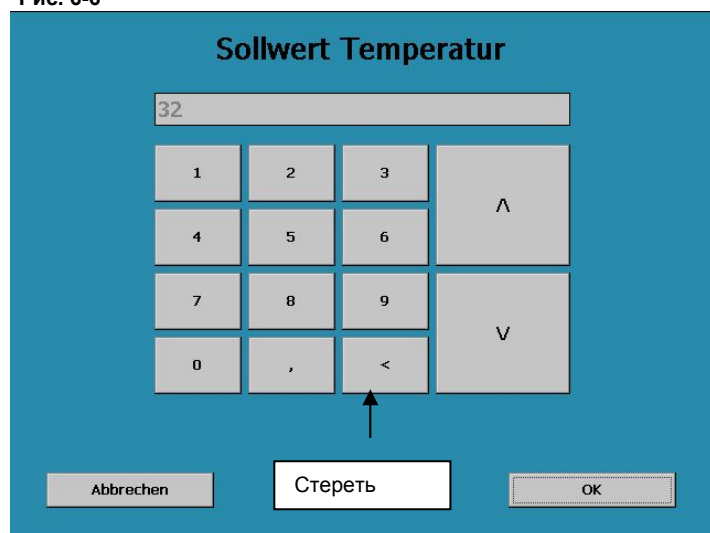 Sollwert Temperatur
32
1 2 3 Λ
4 5 6
7 8 9 V
0 , <
Стереть
Abbrechen OK